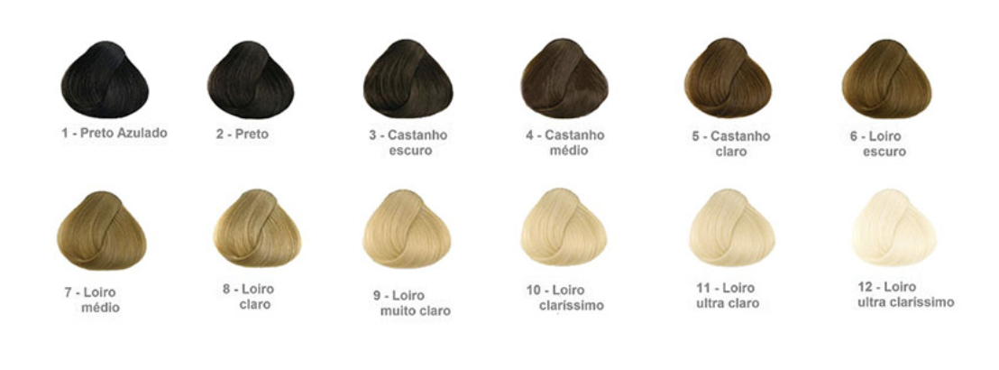 1 - Preto Azulado
2 - Preto
3 - Castanho
escuro
4 - Castanho
médio
5 - Castanho
claro
6 - Loiro
escuro
7 - Loiro
médio
8 - Loiro
claro
9 - Loiro
muito claro
10 - Loiro
claríssimo
11 - Loiro
ultra claro
12 - Loiro
ultra claríssimo